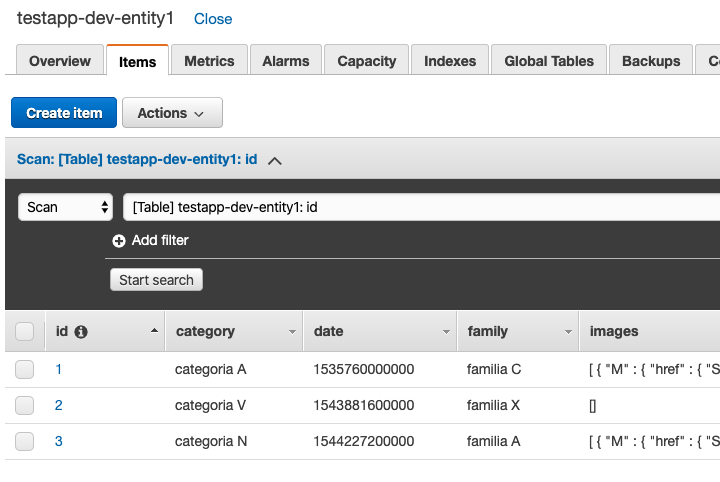 testapp-dev-entity1 Close
Overview Items Metrics Alarms Capacity Indexes Global Tables Backups
Create item Actions
Scan: [Table] testapp-dev-entity1: id
Scan [Table] testapp-dev-entity1: id
Add filter
Start search
id category date family images
1 categoria A 1535760000000 familia C [ { "M" : { "href" : { "S
2 categoria V 1543881600000 familia X []
3 categoria N 1544227200000 familia A [ { "M" : { "href" : { "S